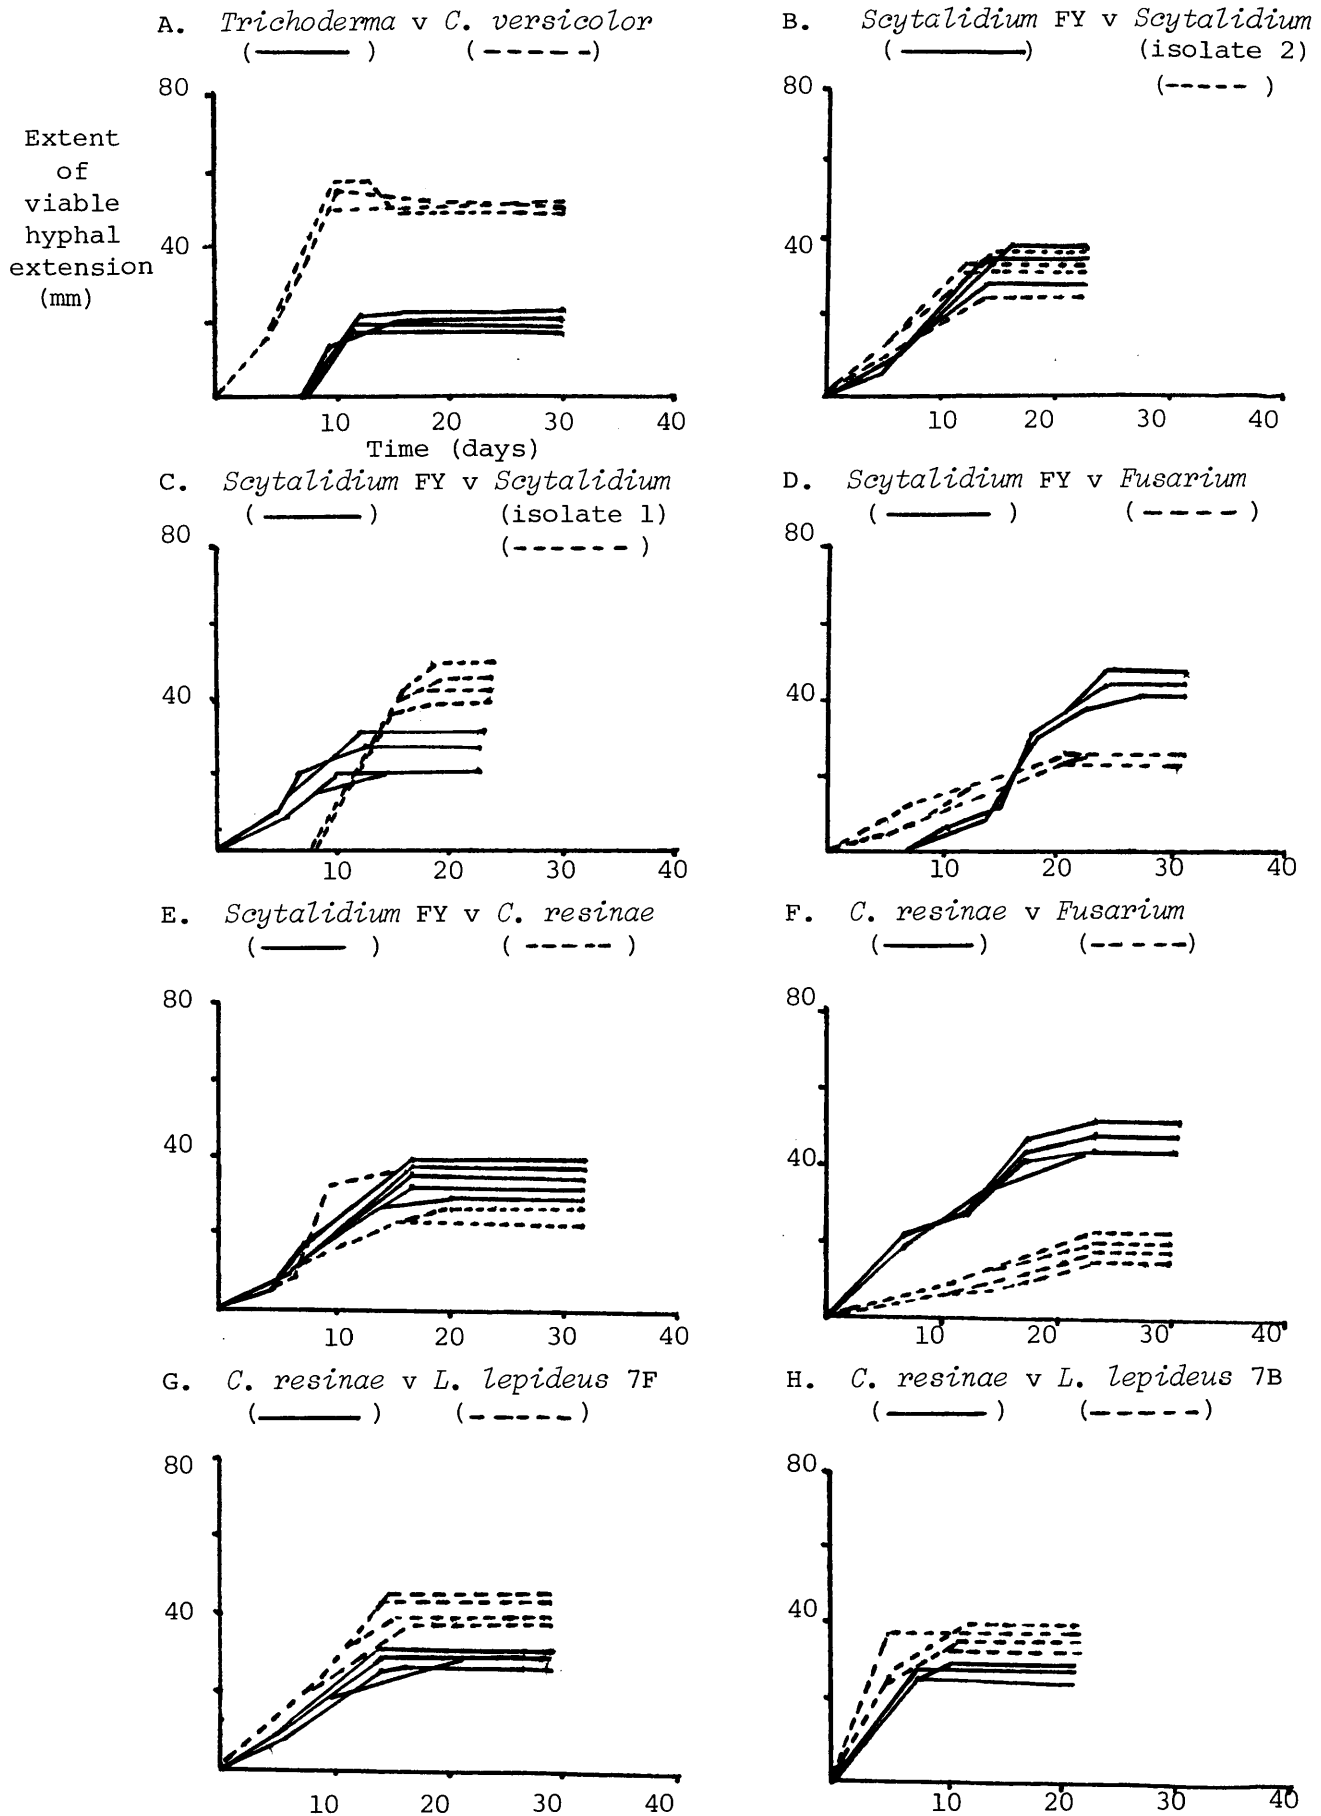 A. Trichoderma v C. versicolor
( ) ( )
80
Extent
of
viable
hyphal
extension
(mm)
40
10 20 30 40
Time (days)
B. Scytalidium FY v Scytalidium
( ) (isolate 2)
( )
80
40
10 20 30 40
C. Scytalidium FY v Scytalidium
( ) (isolate 1)
( )
80
40
10 20 30 40
D. Scytalidium FY v Fusarium
( ) ( )
80
40
10 20 30 40
E. Scytalidium FY v C. resinae
( ) ( )
80
40
10 20 30 40
F. C. resinae v Fusarium
( ) ( )
80
40
10 20 30 40
G. C. resinae v L. lepideus 7F
( ) ( )
80
40
10 20 30 40
H. C. resinae v L. lepideus 7B
( ) ( )
80
40
10 20 30 40